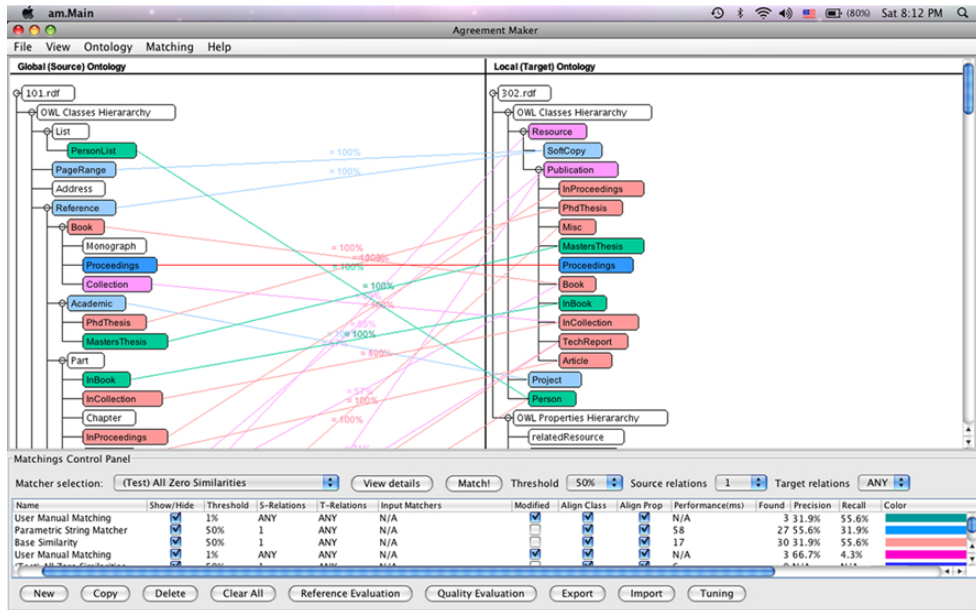 am.Main (80%) Sat 8:12 PM
Agreement Maker
File View Ontology Matching Help
Global (Source) Ontology
101.rdf
OWL Classes Hierararchy
List
PersonList
PageRange
Address
Reference
Book
Monograph
Proceedings
Collection
Academic
PhdThesis
MastersThesis
Part
InBook
InCollection
Chapter
InProceedings
= 100%
= 100%
= 100%
= 100%
= 100%
= 100%
= 100%
= 57%
= 100%
Local (Target) Ontology
302.rdf
OWL Classes Hierararchy
Resource
SoftCopy
Publication
InProceedings
PhdThesis
Misc
MastersThesis
Proceedings
Book
InBook
InCollection
TechReport
Article
Project
Person
OWL Properties Hierararchy
relatedResource
Matchings Control Panel
Matcher selection: (Test) All Zero Similarities View details Match! Threshold 50% Source relations 1 Target relations ANY
Name Show/Hide Threshold S-Relations T-Relations Input Matchers Modified Align Class Align Prop Performance(ms) Found Precision Recall Color
User Manual Matching 1% ANY ANY N/A N/A 3 31.9% 55.6%
Parametric String Matcher 50% 1 ANY N/A 58 27 55.6% 31.9%
Base Similarity 50% 1 ANY N/A 17 30 31.9% 55.6%
User Manual Matching 1% ANY ANY N/A N/A 3 66.7% 4.3%
New Copy Delete Clear All Reference Evaluation Quality Evaluation Export Import Tuning